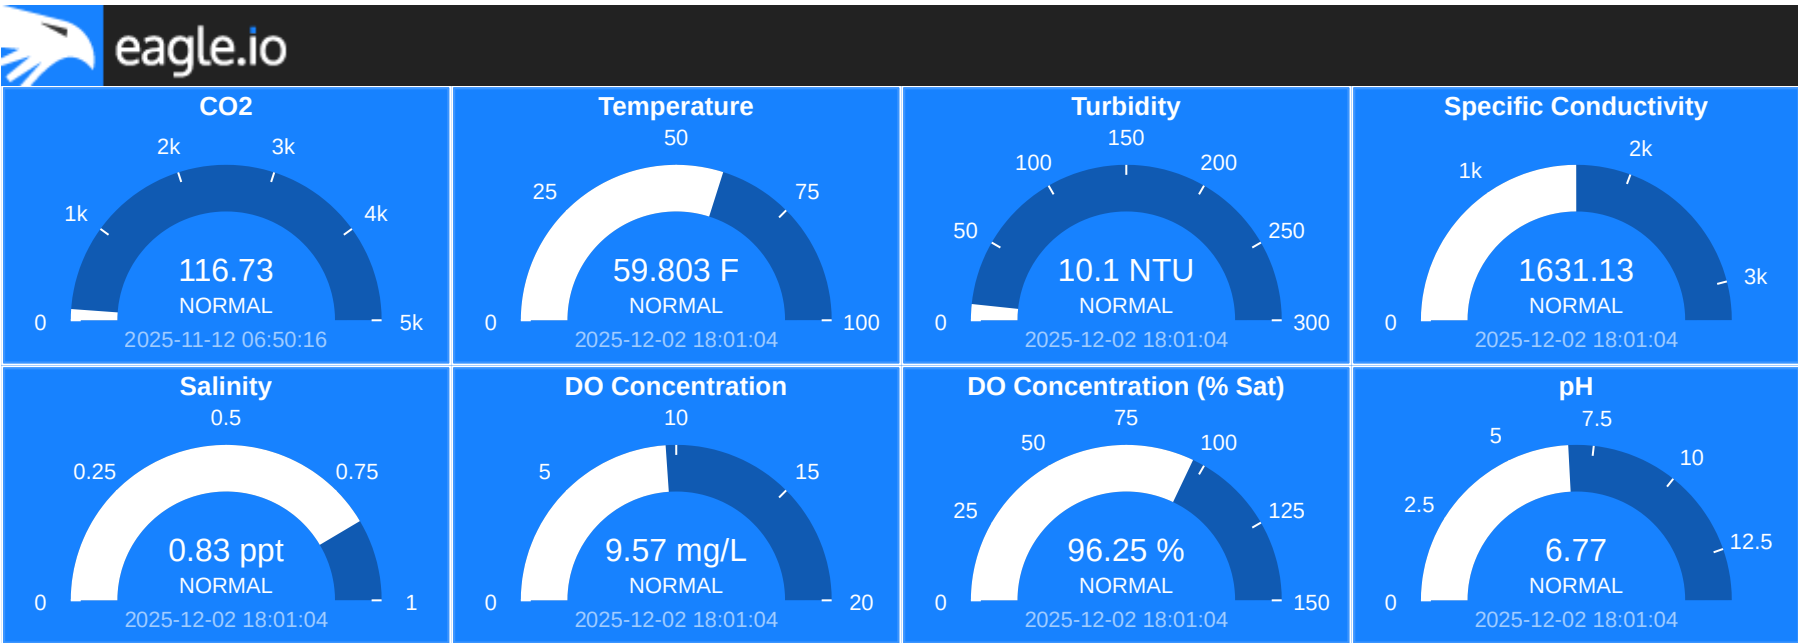 eagle.io
CO2
0
1k
2k
3k
4k
5k
116.73
NORMAL
2025-11-12 06:50:16
Temperature
0
25
50
75
100
59.803 F
NORMAL
2025-12-02 18:01:04
Turbidity
0
50
100
150
200
250
300
10.1 NTU
NORMAL
2025-12-02 18:01:04
Specific Conductivity
0
1k
2k
3k
1631.13
NORMAL
2025-12-02 18:01:04
Salinity
0
0.25
0.5
0.75
1
0.83 ppt
NORMAL
2025-12-02 18:01:04
DO Concentration
0
5
10
15
20
9.57 mg/L
NORMAL
2025-12-02 18:01:04
DO Concentration (% Sat)
0
25
50
75
100
125
150
96.25 %
NORMAL
2025-12-02 18:01:04
pH
0
2.5
5
7.5
10
12.5
6.77
NORMAL
2025-12-02 18:01:04